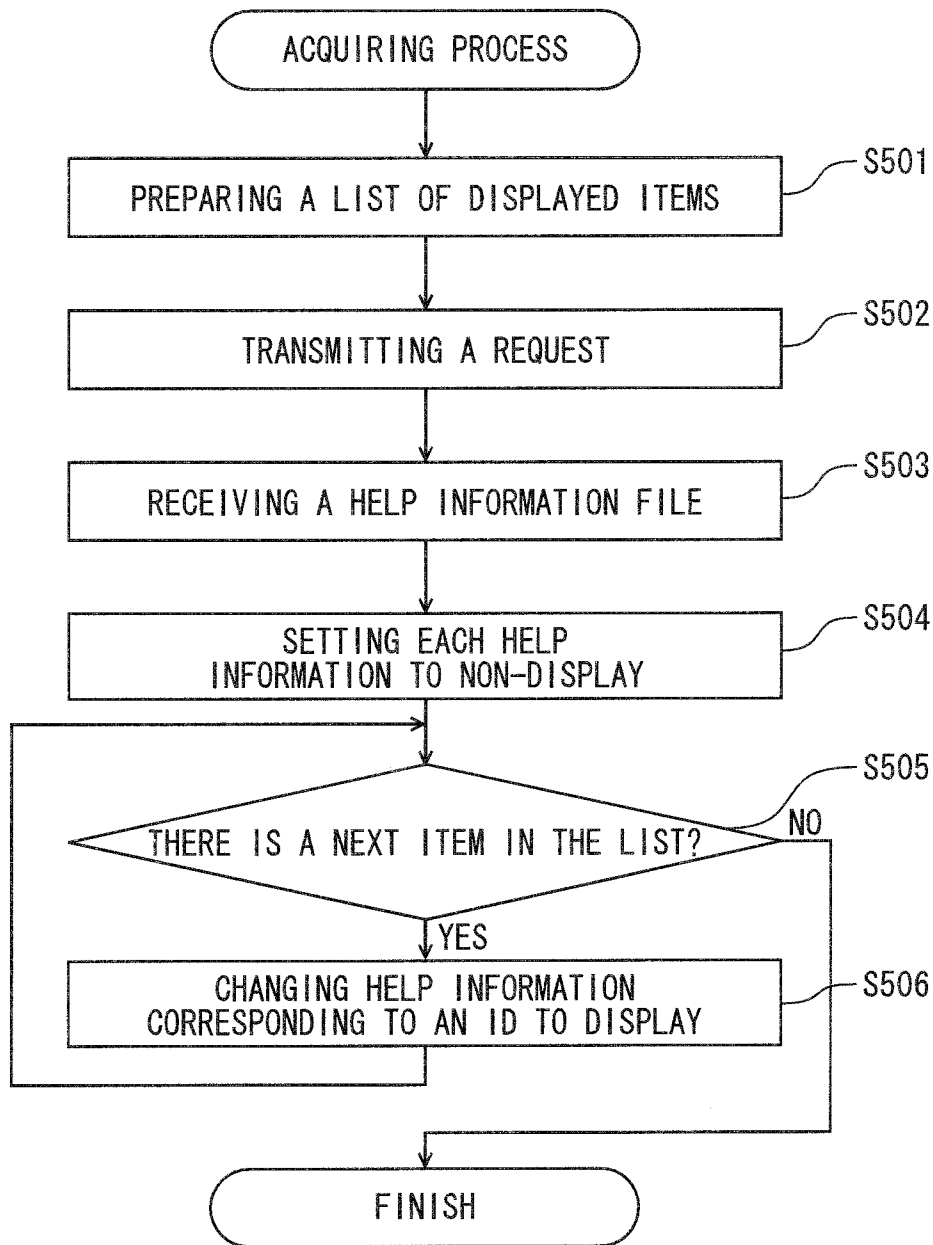 ACQUIRING PROCESS
S501
PREPARING A LIST OF DISPLAYED ITEMS
S502
TRANSMITTING A REQUEST
S503
RECEIVING A HELP INFORMATION FILE
S504
SETTING EACH HELP
INFORMATION TO NON-DISPLAY
S505
NO
THERE IS A NEXT ITEM IN THE LIST?
YES
S506
CHANGING HELP INFORMATION
CORRESPONDING TO AN ID TO DISPLAY
FINISH